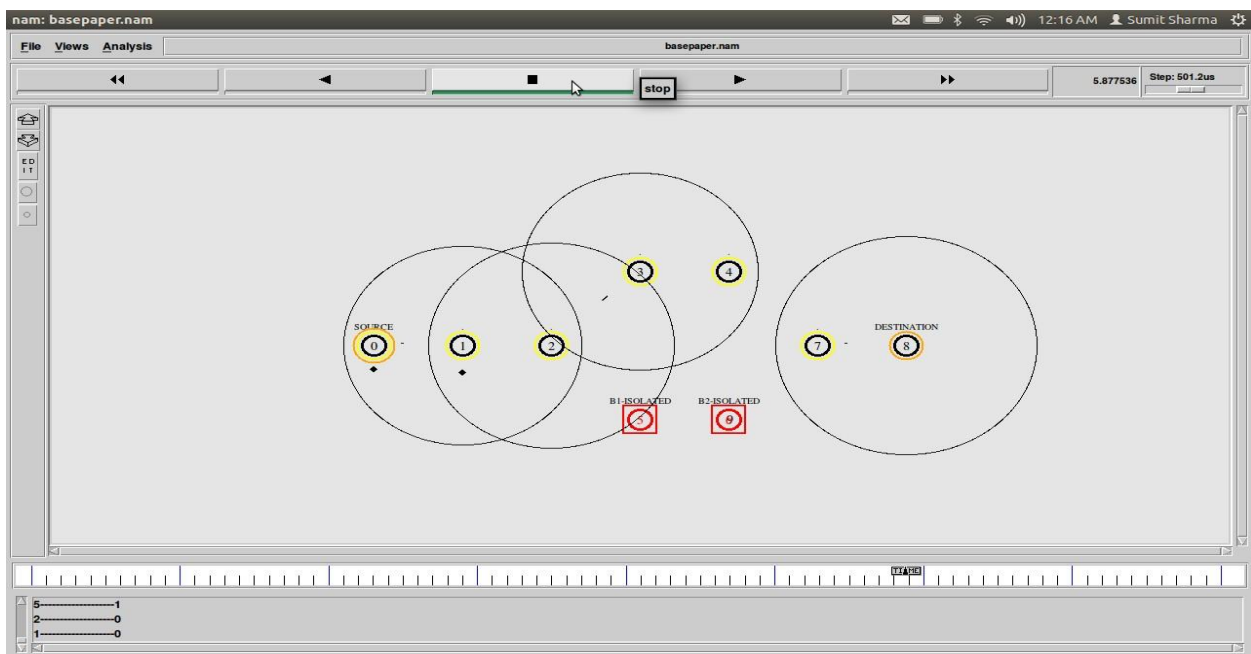 nam: basepaper.nam 12:16 AM Sumit Sharma
File Views Analysis basepaper.nam
stop 5.877536 Step: 501.2us
ED
IT
3 4
SOURCE DESTINATION
0 1 2 7 8
B1-ISOLATED B2-ISOLATED
5
TIME
5-------------------1
2-------------------0
1-------------------0